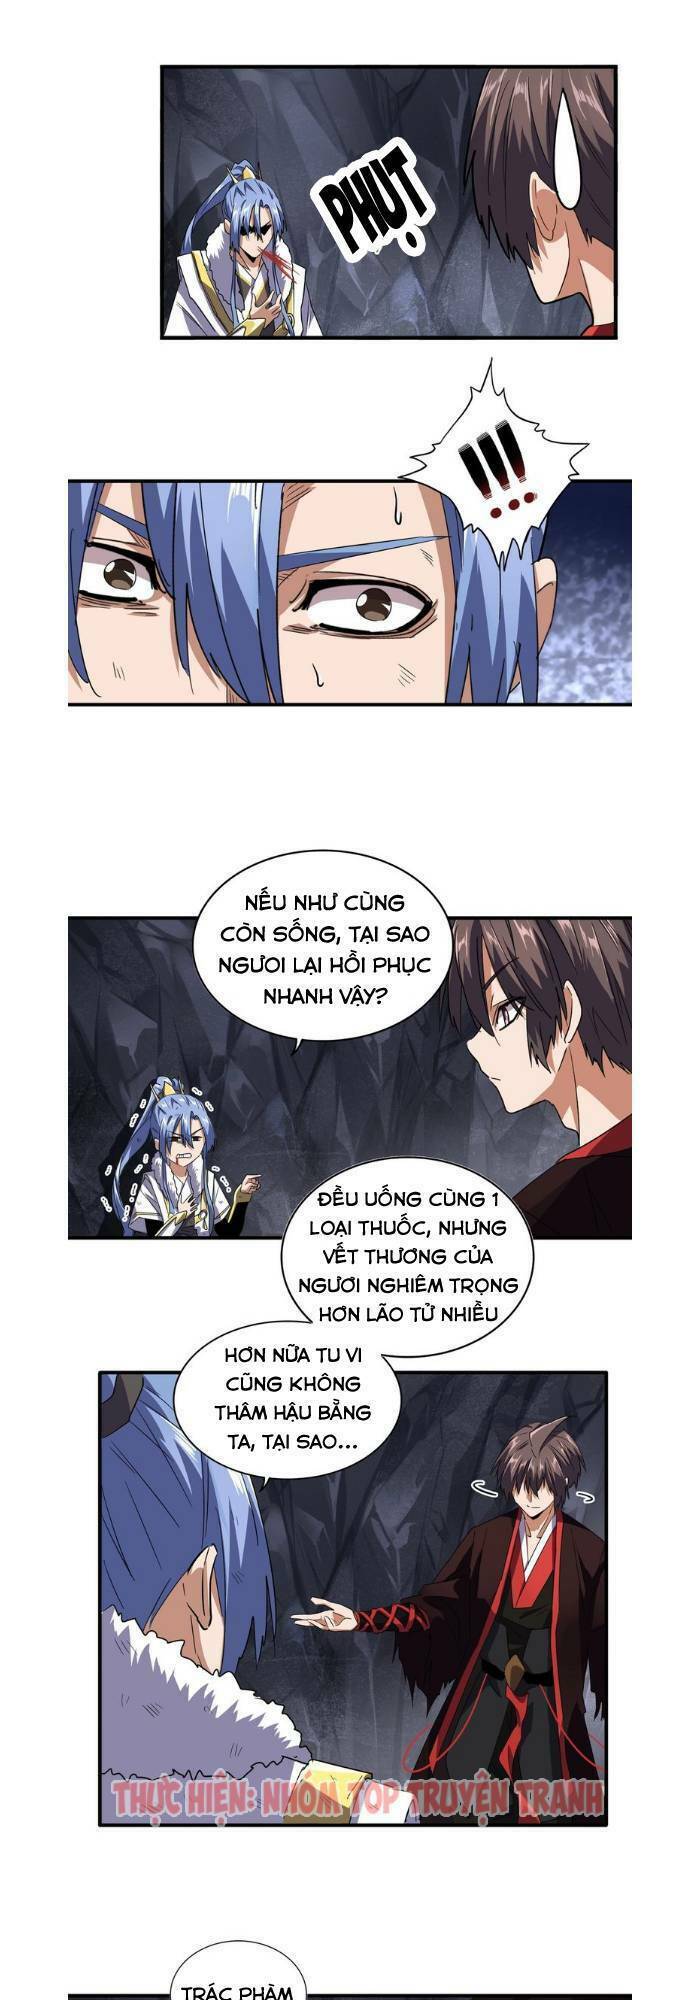 PHỤT
!!!
NẾU NHƯ CÙNG
CÒN SỐNG, TẠI SAO
NGƯƠI LẠI HỒI PHỤC
NHANH VẬY?
ĐỀU UỐNG CÙNG 1
LOẠI THUỐC, NHƯNG
VẾT THƯƠNG CỦA
NGƯƠI NGHIÊM TRỌNG
HƠN LÃO TỬ NHIỀU
HƠN NỮA TU VI
CŨNG KHÔNG
THÂM HẬU BẰNG
TA, TẠI SAO...
THỰC HIỆN: NHÓM TOP TRUYỆN TRANH
TRÁC PHÀM